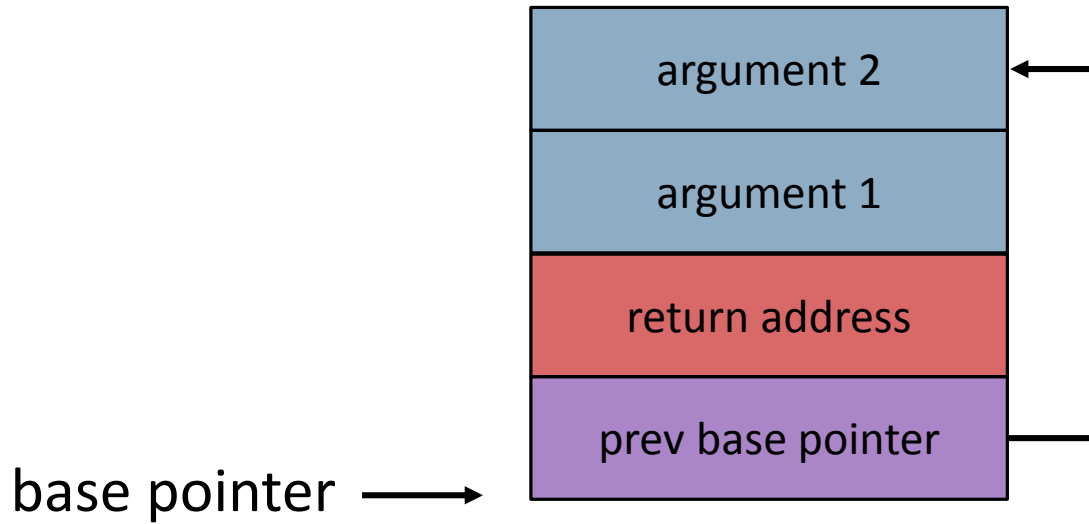 argument 2
argument 1
return address
prev base pointer
base pointer